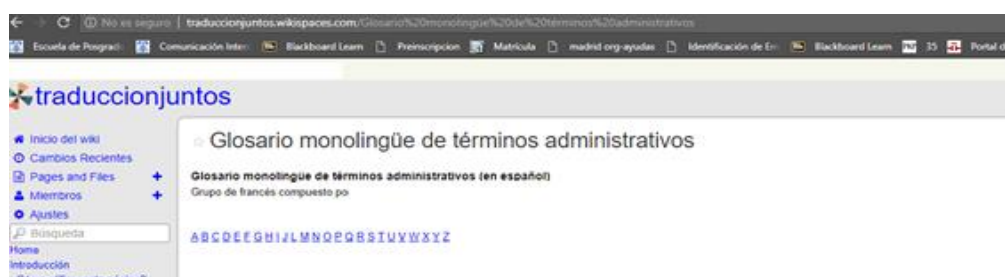 No es seguro | traduccionjuntos.wikispaces.com/Glosario%20monolingüe%20de%20términos%20administrativos
Escuela de Posgrad Comunicación Inter Blackboard Learn Preinscripcion Matrícula madrid org-ayudas Identificación de En Blackboard Learn 35 Portal d
traduccionjuntos
Inicio del wiki
Cambios Recientes
Pages and Files +
Miembros +
Ajustes
Búsqueda
Home
Introducción
Glosario monolingüe de términos administrativos
Glosario monolingüe de términos administrativos (en español)
Grupo de francés compuesto po
A B C D E F G H I J L M N O P Q R S T U V W X Y Z